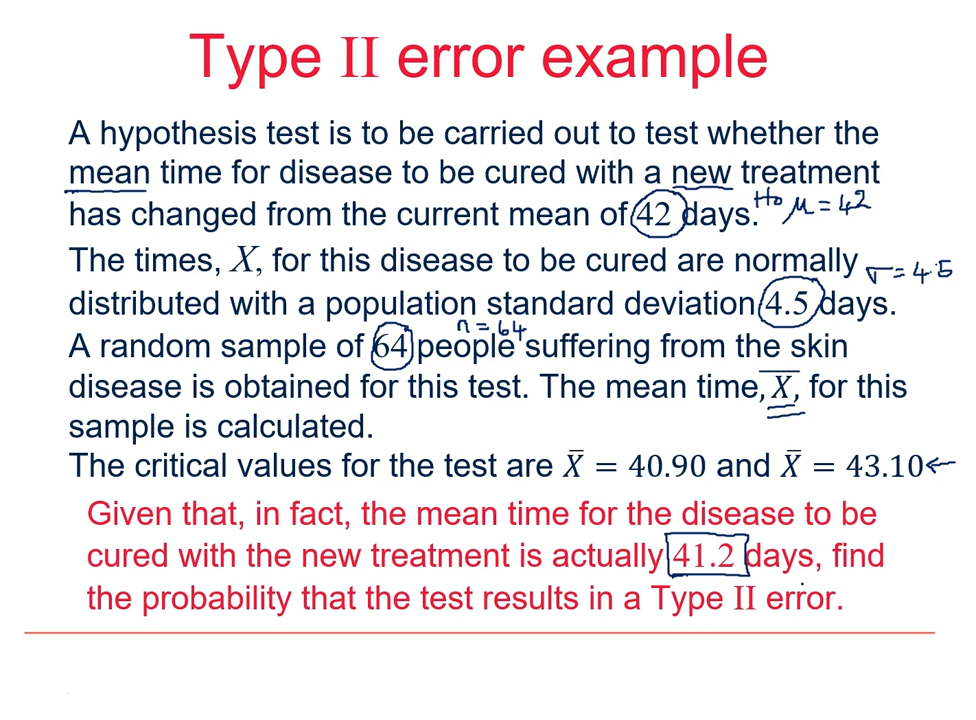 Type II error example
A hypothesis test is to be carried out to test whether the
mean time for disease to be cured with a new treatment
has changed from the current mean of 42 days. H₀ μ = 42
The times, X, for this disease to be cured are normally σ = 4.5
distributed with a population standard deviation 4.5 days.
n = 64
A random sample of 64 people suffering from the skin
disease is obtained for this test. The mean time, X̄, for this
sample is calculated.
The critical values for the test are X̄ = 40.90 and X̄ = 43.10 ←
Given that, in fact, the mean time for the disease to be
cured with the new treatment is actually 41.2 days, find
the probability that the test results in a Type II error.